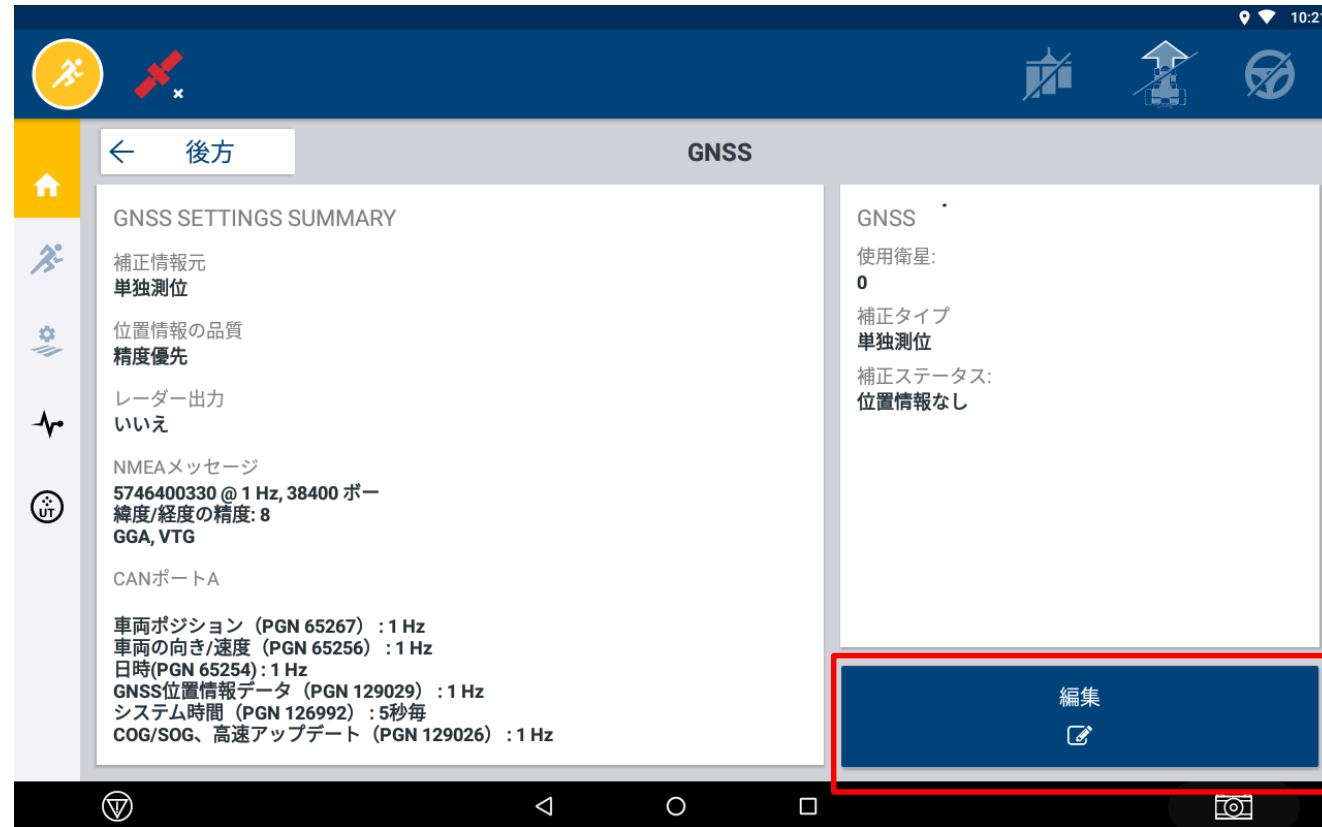 10:21
後方
GNSS
GNSS SETTINGS SUMMARY
補正情報元
単独測位
位置情報の品質
精度優先
レーダー出力
いいえ
NMEAメッセージ
5746400330 @ 1 Hz, 38400 ボー
緯度/経度の精度: 8
GGA, VTG
CANポートA
車両ポジション（PGN 65267）: 1 Hz
車両の向き/速度（PGN 65256）: 1 Hz
日時(PGN 65254) : 1 Hz
GNSS位置情報データ（PGN 129029）: 1 Hz
システム時間（PGN 126992）: 5秒毎
COG/SOG、高速アップデート（PGN 129026）: 1 Hz
GNSS
使用衛星:
0
補正タイプ
単独測位
補正ステータス:
位置情報なし
編集
UT